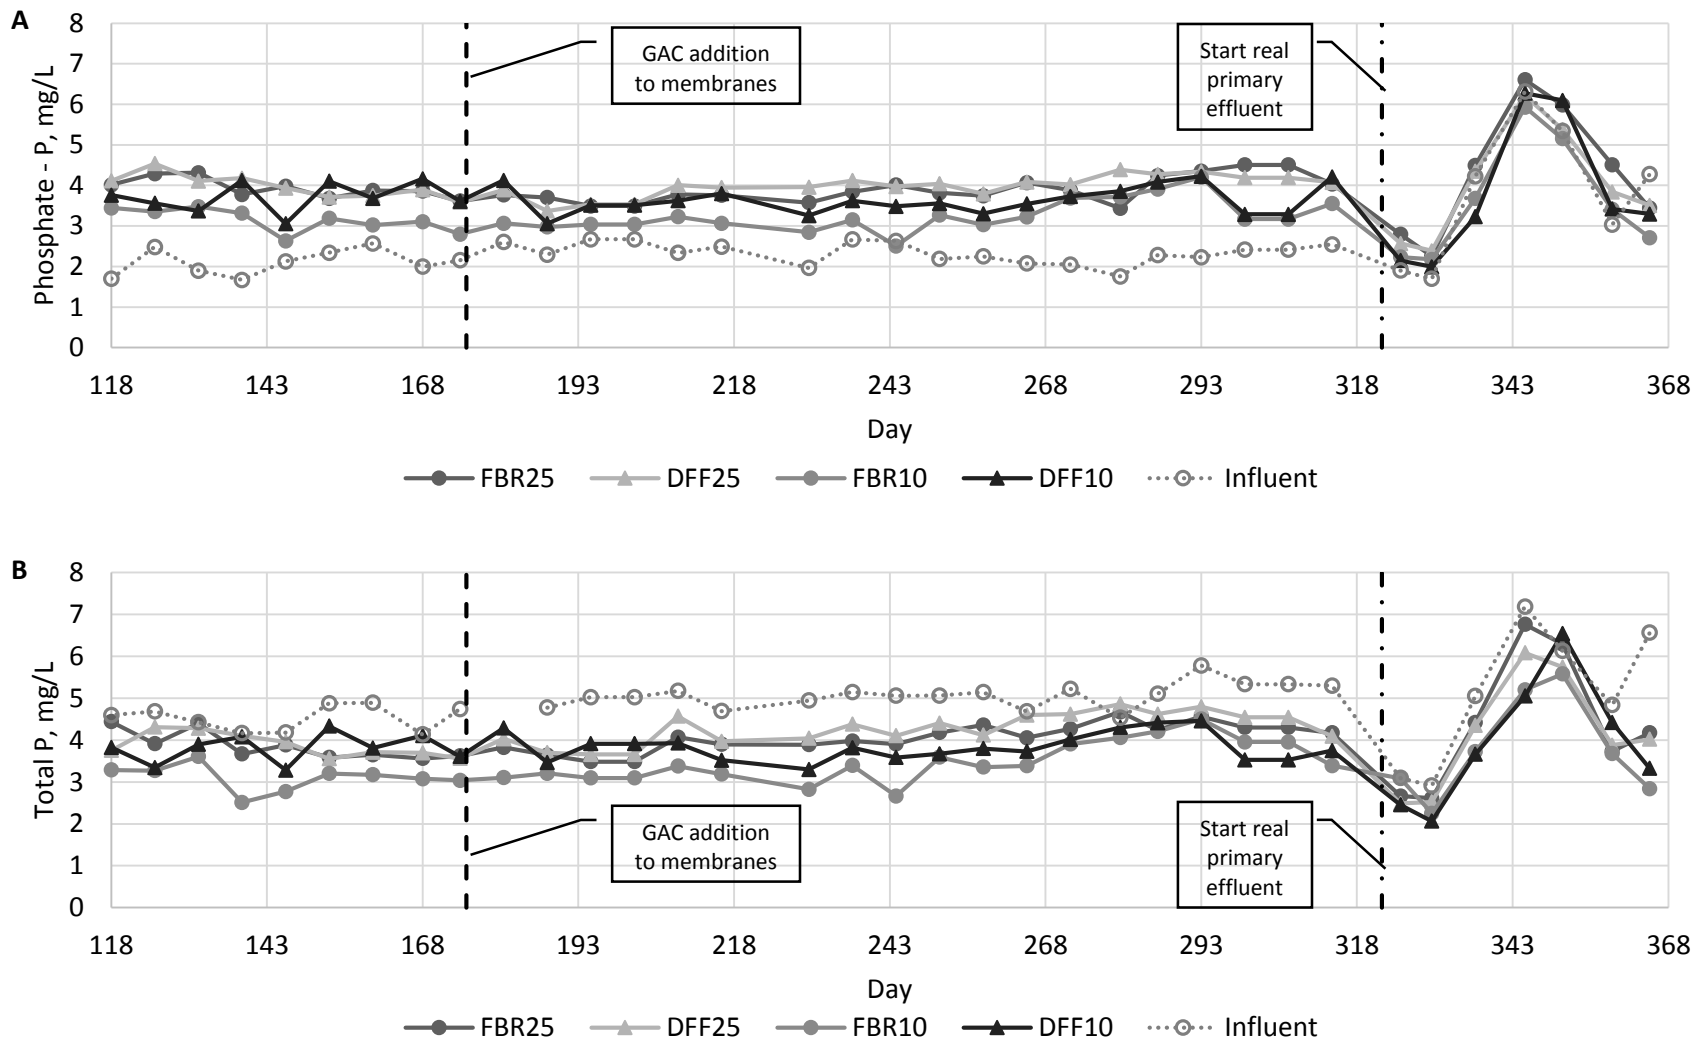 A
Phosphate - P, mg/L
8
7
6
5
4
3
2
1
0
GAC addition
to membranes
Start real
primary
effluent
118 143 168 193 218 243 268 293 318 343 368
Day
FBR25 DFF25 FBR10 DFF10 Influent
B
Total P, mg/L
8
7
6
5
4
3
2
1
0
GAC addition
to membranes
Start real
primary
effluent
118 143 168 193 218 243 268 293 318 343 368
Day
FBR25 DFF25 FBR10 DFF10 Influent